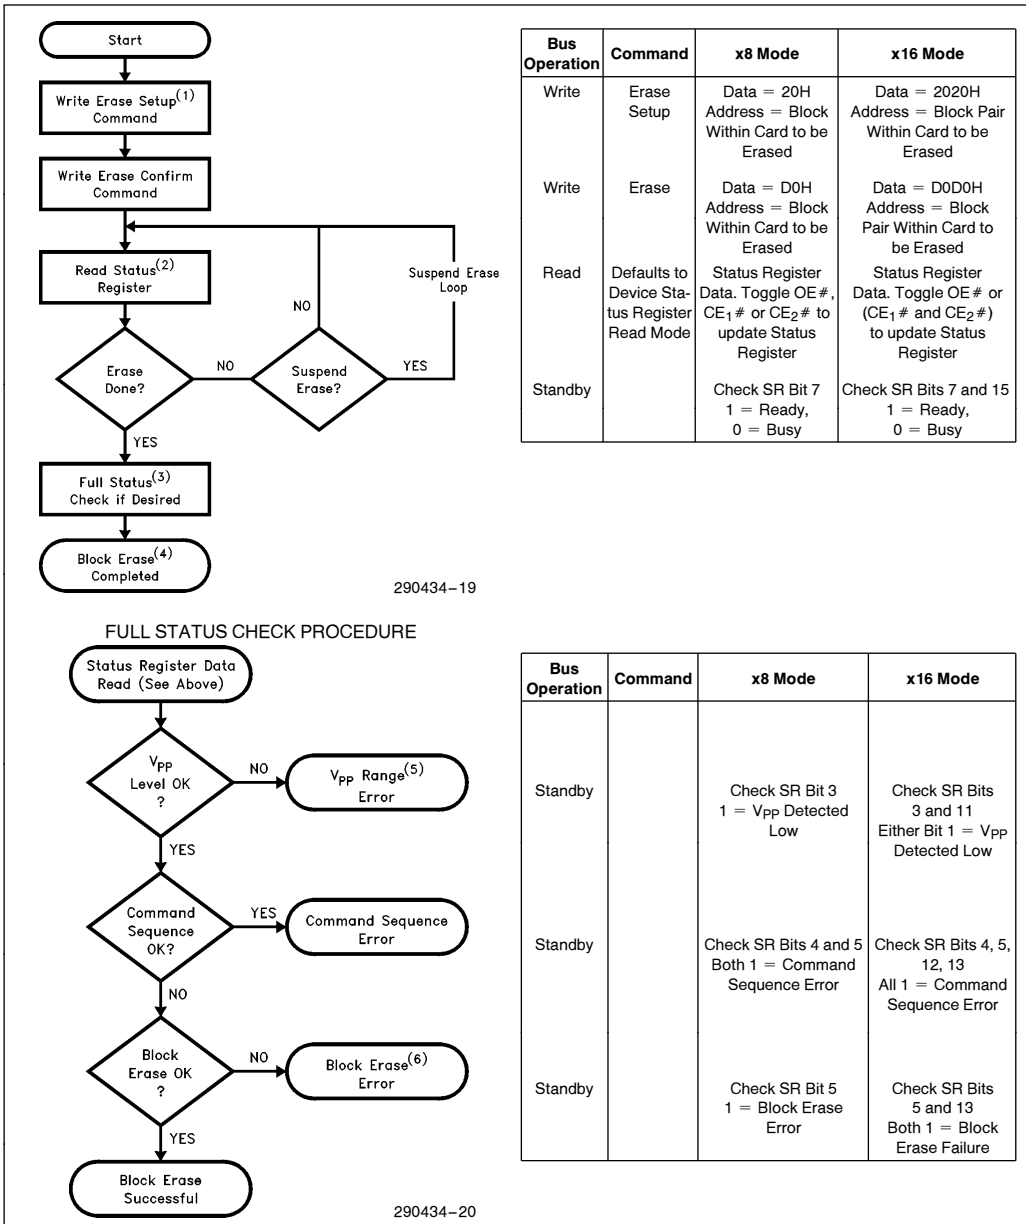 Start
Write Erase Setup(1)
Command
Write Erase Confirm
Command
Read Status(2)
Register
Suspend Erase
Loop
NO
Erase
Done?
NO
Suspend
Erase?
YES
YES
Full Status(3)
Check if Desired
Block Erase(4)
Completed
290434–19
Bus
Operation
Command
x8 Mode
x16 Mode
Write
Erase
Setup
Data = 20H
Address = Block
Within Card to be
Erased
Data = 2020H
Address = Block Pair
Within Card to be
Erased
Write
Erase
Data = D0H
Address = Block
Within Card to be
Erased
Data = D0D0H
Address = Block
Pair Within Card to
be Erased
Read
Defaults to
Device Sta-
tus Register
Read Mode
Status Register
Data. Toggle OE#,
CE1# or CE2# to
update Status
Register
Status Register
Data. Toggle OE# or
(CE1# and CE2#)
to update Status
Register
Standby
Check SR Bit 7
1 = Ready,
0 = Busy
Check SR Bits 7 and 15
1 = Ready,
0 = Busy
FULL STATUS CHECK PROCEDURE
Status Register Data
Read (See Above)
VPP
Level OK
?
NO
VPP Range(5)
Error
YES
Command
Sequence
OK?
YES
Command Sequence
Error
NO
Block
Erase OK
?
NO
Block Erase(6)
Error
YES
Block Erase
Successful
290434–20
Bus
Operation
Command
x8 Mode
x16 Mode
Standby
Check SR Bit 3
1 = VPP Detected
Low
Check SR Bits
3 and 11
Either Bit 1 = VPP
Detected Low
Standby
Check SR Bits 4 and 5
Both 1 = Command
Sequence Error
Check SR Bits 4, 5,
12, 13
All 1 = Command
Sequence Error
Standby
Check SR Bit 5
1 = Block Erase
Error
Check SR Bits
5 and 13
Both 1 = Block
Erase Failure